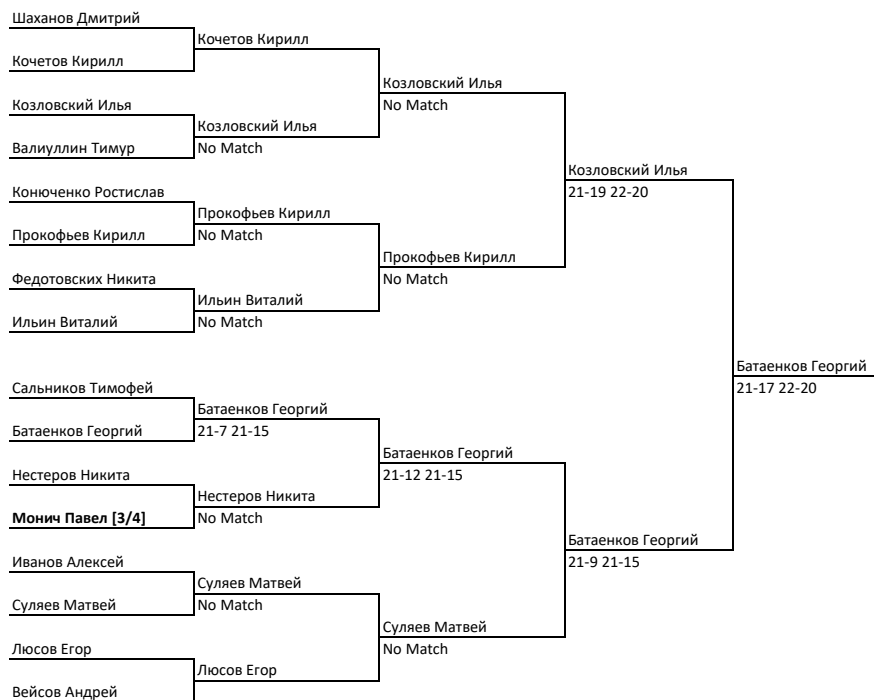 Шаханов Дмитрий
Кочетов Кирилл
Кочетов Кирилл
Козловский Илья
No Match
Козловский Илья
Козловский Илья
No Match
Валиуллин Тимур
Козловский Илья
21-19 22-20
Конюченко Ростислав
Прокофьев Кирилл
No Match
Прокофьев Кирилл
Прокофьев Кирилл
No Match
Федотовских Никита
Ильин Виталий
No Match
Ильин Виталий
Батаенков Георгий
21-17 22-20
Сальников Тимофей
Батаенков Георгий
21-7 21-15
Батаенков Георгий
Батаенков Георгий
21-12 21-15
Нестеров Никита
Нестеров Никита
No Match
Монич Павел [3/4]
Батаенков Георгий
21-9 21-15
Иванов Алексей
Суляев Матвей
No Match
Суляев Матвей
Суляев Матвей
No Match
Люсов Егор
Люсов Егор
Вейсов Андрей